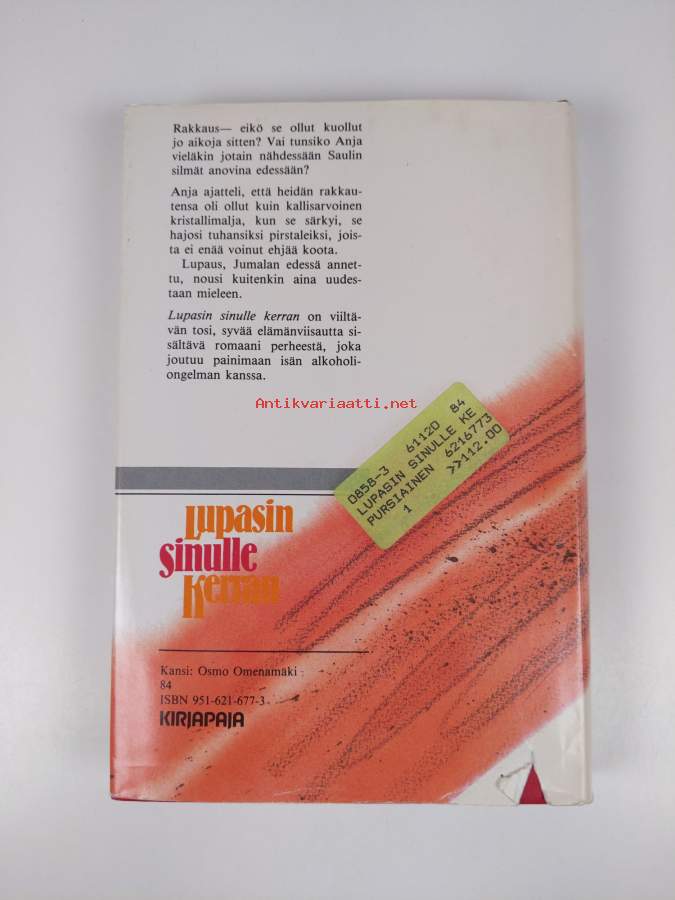 Rakkaus— eikö se ollut kuollut
jo aikoja sitten? Vai tunsiko Anja
vieläkin jotain nähdessään Saulin
silmät anovina edessään?
Anja ajatteli, että heidän rakkau-
tensa oli ollut kuin kallisarvoinen
kristallimalja, kun se särkyi, se
hajosi tuhansiksi pirstaleiksi, jois-
ta ei enää voinut ehjää koota.
Lupaus, Jumalan edessä annet-
tu, nousi kuitenkin aina uudes-
taan mieleen.
Lupasin sinulle kerran on viiltä-
vän tosi, syvää elämänviisautta si-
sältävä romaani perheestä, joka
joutuu painimaan isän alkoholi-
ongelman kanssa.
Antikvariaatti.net
0858-3 6112D 84
LUPASIN SINULLE KE
PURSIAINEN 6216773
1 >>112.00
Lupasin
sinulle
Kerran
Kansi: Osmo Omenamäki
84
ISBN 951-621-677-3
KIRJAPAJA